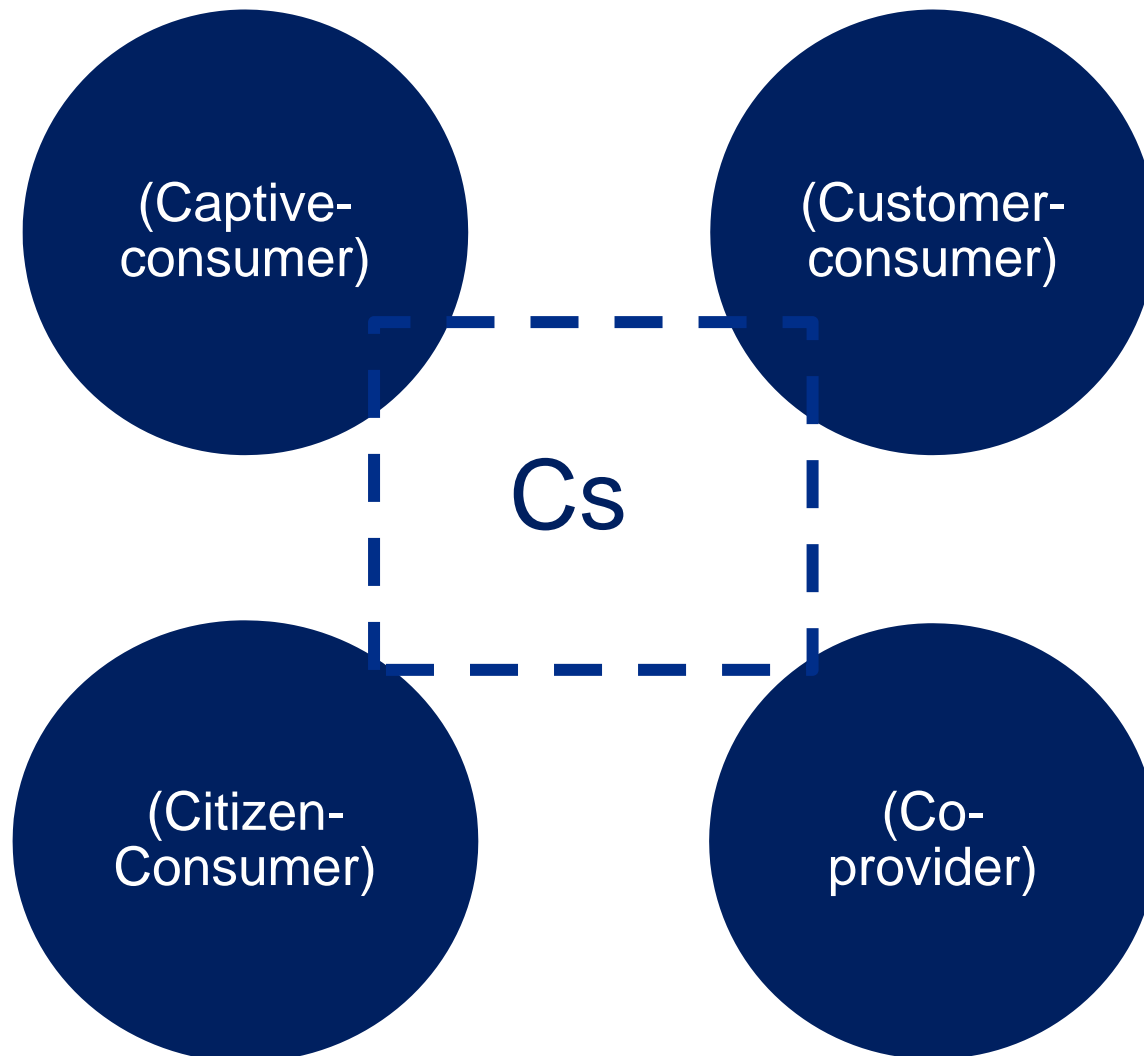 (Captive-
consumer)
(Customer-
consumer)
Cs
(Citizen-
Consumer)
(Co-
provider)